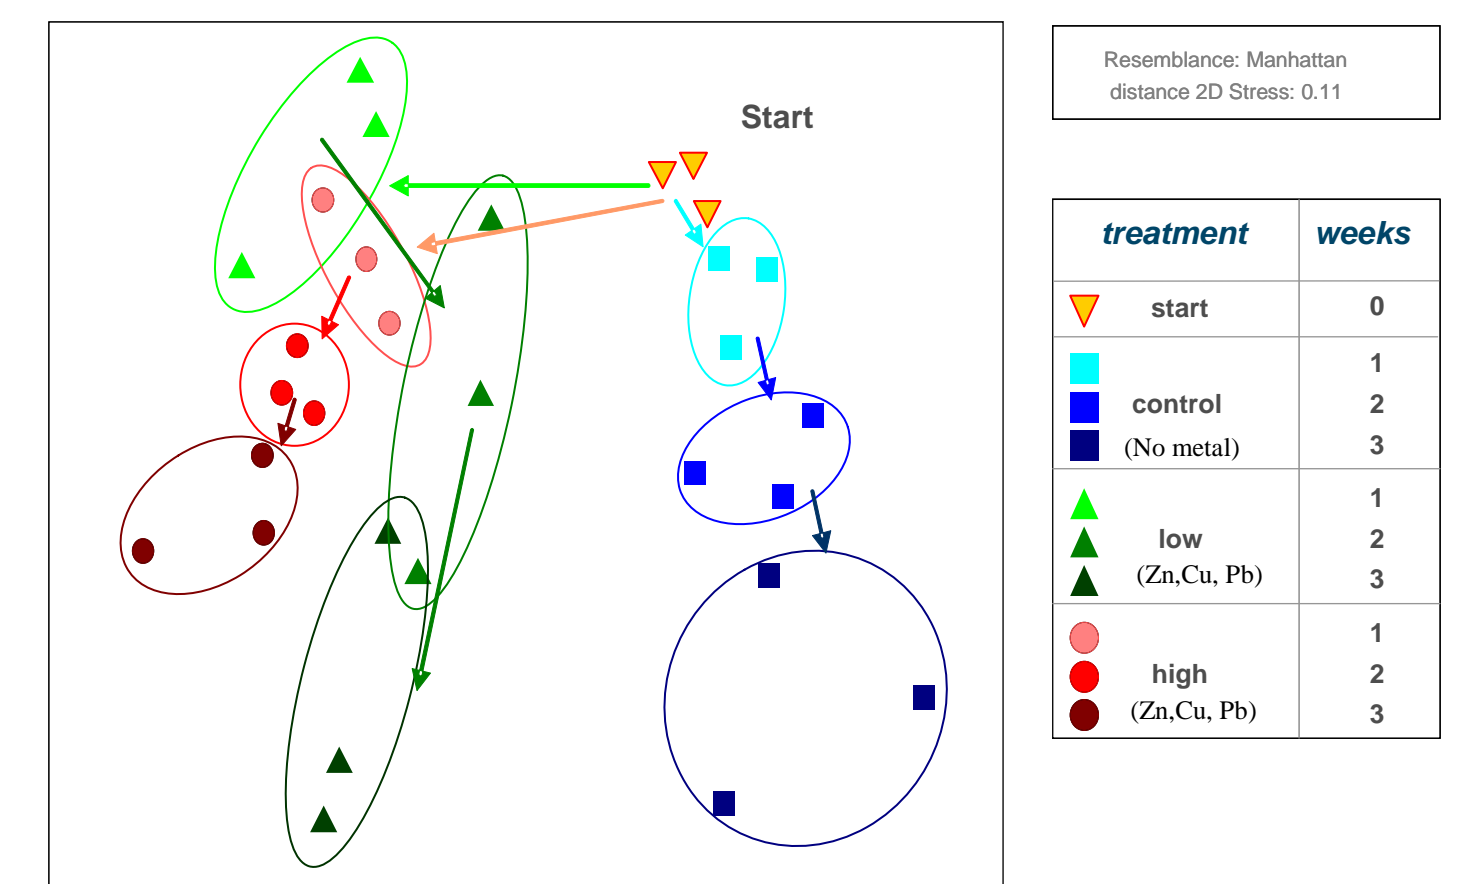 Start
Resemblance: Manhattan
distance 2D Stress: 0.11
treatment weeks
start 0
1
control 2
(No metal) 3
1
low 2
(Zn,Cu, Pb) 3
1
high 2
(Zn,Cu, Pb) 3